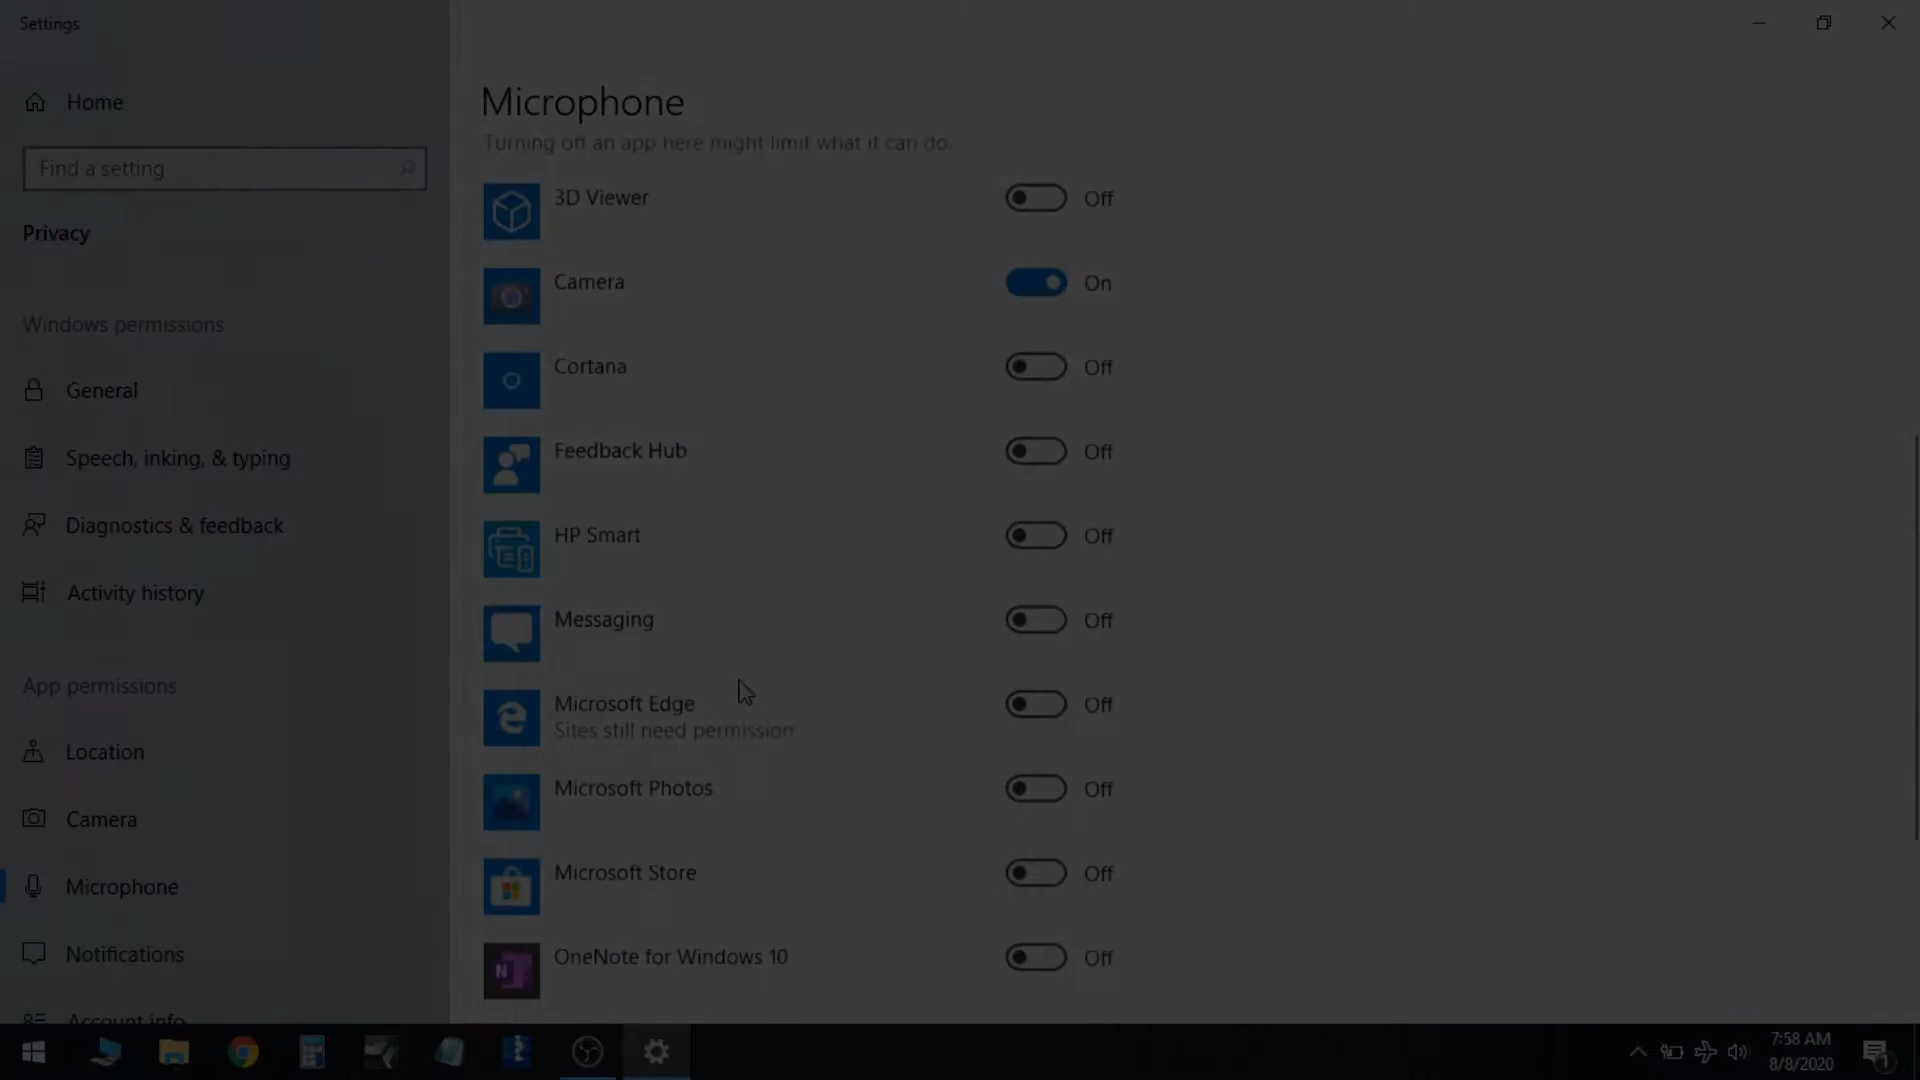 Settings
Home
Find a setting
Privacy
Windows permissions
General
Speech, inking, & typing
Diagnostics & feedback
Activity history
App permissions
Location
Camera
Microphone
Notifications
Account info
Microphone
Turning off an app here might limit what it can do.
3D Viewer Off
Camera On
Cortana Off
Feedback Hub Off
HP Smart Off
Messaging Off
Microsoft Edge Off
Sites still need permission
Microsoft Photos Off
Microsoft Store Off
OneNote for Windows 10 Off
N
7:58 AM
8/8/2020
1